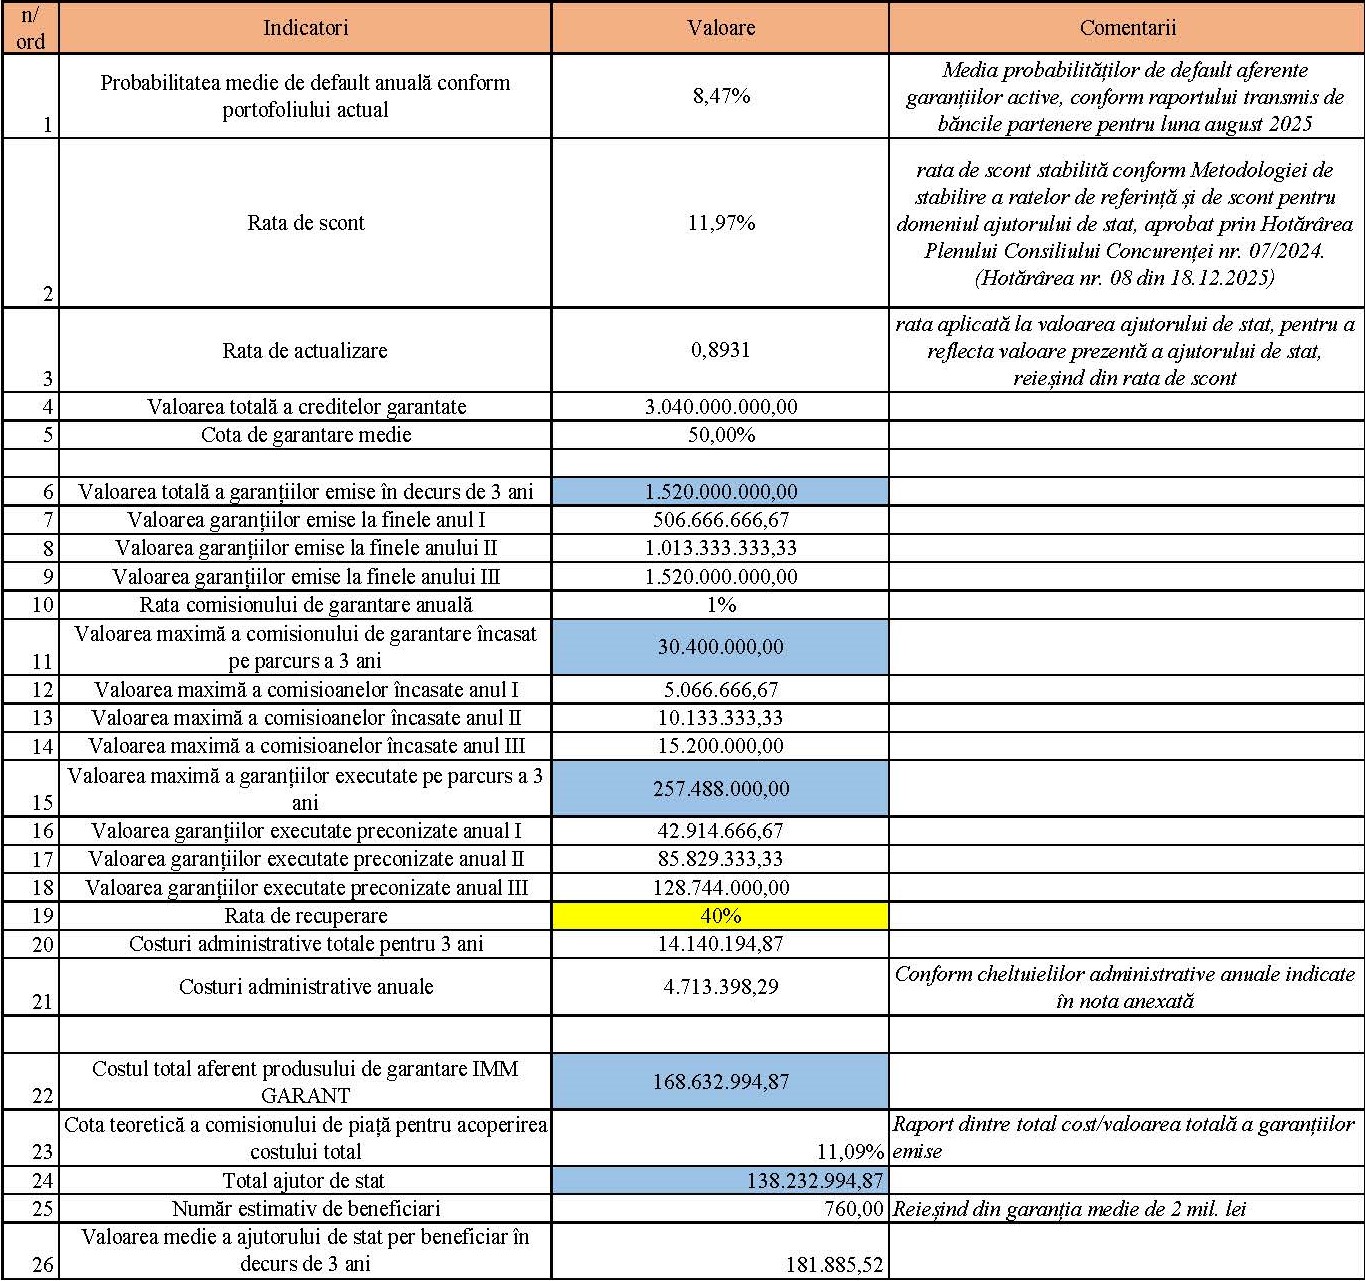 n/
ord
Indicatori
Valoare
Comentarii
1
Probabilitatea medie de default anuală conform
portofoliului actual
8,47%
Media probabilităților de default aferente
garanțiilor active, conform raportului transmis de
băncile partenere pentru luna august 2025
2
Rata de scont
11,97%
rata de scont stabilită conform Metodologiei de
stabilire a ratelor de referință și de scont pentru
domeniul ajutorului de stat, aprobat prin Hotărârea
Plenului Consiliului Concurenței nr. 07/2024.
(Hotărârea nr. 08 din 18.12.2025)
3
Rata de actualizare
0,8931
rata aplicată la valoarea ajutorului de stat, pentru a
reflecta valoare prezentă a ajutorului de stat,
reieșind din rata de scont
4 Valoarea totală a creditelor garantate 3.040.000.000,00
5 Cota de garantare medie 50,00%
6 Valoarea totală a garanțiilor emise în decurs de 3 ani 1.520.000.000,00
7 Valoarea garanțiilor emise la finele anul I 506.666.666,67
8 Valoarea garanțiilor emise la finele anului II 1.013.333.333,33
9 Valoarea garanțiilor emise la finele anului III 1.520.000.000,00
10 Rata comisionului de garantare anuală 1%
11
Valoarea maximă a comisionului de garantare încasat
pe parcurs a 3 ani
30.400.000,00
12 Valoarea maximă a comisioanelor încasate anul I 5.066.666,67
13 Valoarea maximă a comisioanelor încasate anul II 10.133.333,33
14 Valoarea maximă a comisioanelor încasate anul III 15.200.000,00
15
Valoarea maximă a garanțiilor executate pe parcurs a 3
ani
257.488.000,00
16 Valoarea garanțiilor executate preconizate anual I 42.914.666,67
17 Valoarea garanțiilor executate preconizate anual II 85.829.333,33
18 Valoarea garanțiilor executate preconizate anual III 128.744.000,00
19 Rata de recuperare 40%
20 Costuri administrative totale pentru 3 ani 14.140.194,87
21
Costuri administrative anuale
4.713.398,29
Conform cheltuielilor administrative anuale indicate
în nota anexată
22
Costul total aferent produsului de garantare IMM
GARANT
168.632.994,87
23
Cota teoretică a comisionului de piață pentru acoperirea
costului total
11,09%
Raport dintre total cost/valoarea totală a garanțiilor
emise
24 Total ajutor de stat 138.232.994,87
25 Număr estimativ de beneficiari 760,00 Reieșind din garanția medie de 2 mil. lei
26
Valoarea medie a ajutorului de stat per beneficiar în
decurs de 3 ani
181.885,52